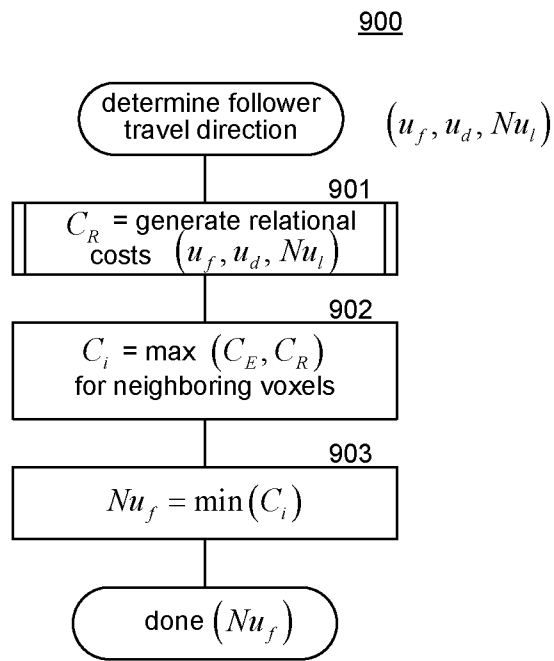 900
determine follower
travel direction
(u_f, u_d, Nu_l)
901
C_R = generate relational
costs (u_f, u_d, Nu_l)
902
C_i = max (C_E, C_R)
for neighboring voxels
903
Nu_f = min(C_i)
done (Nu_f)